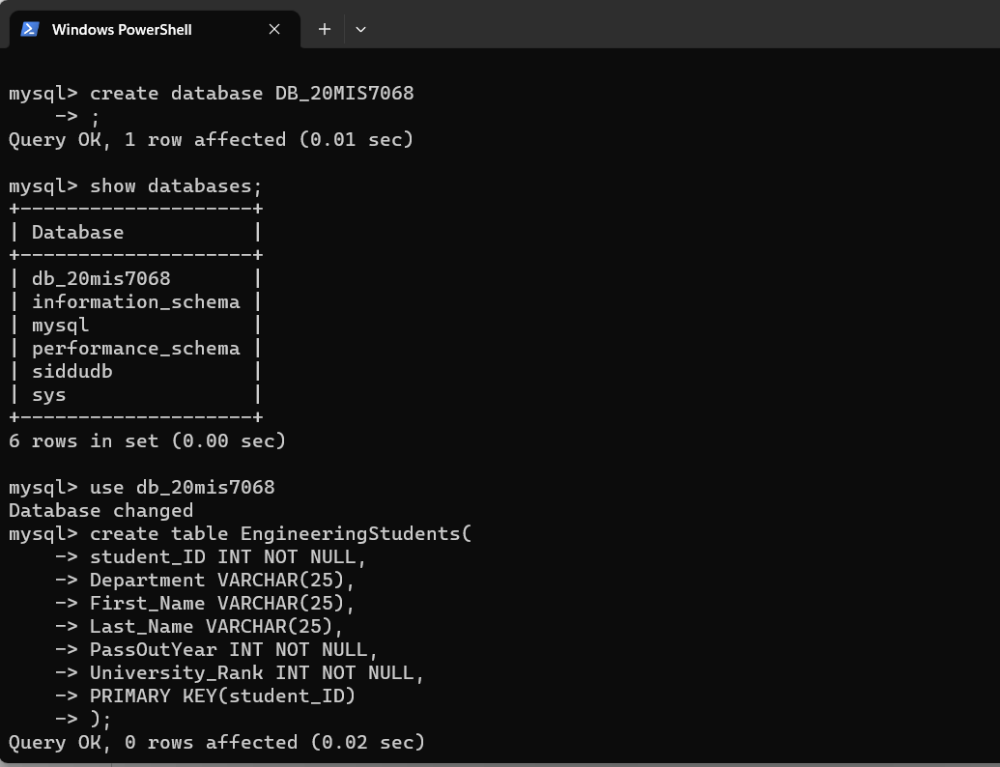 Windows PowerShell
mysql> create database DB_20MIS7068
    -> ;
Query OK, 1 row affected (0.01 sec)
mysql> show databases;
+--------------------+
| Database           |
+--------------------+
| db_20mis7068       |
| information_schema |
| mysql              |
| performance_schema |
| siddudb            |
| sys                |
+--------------------+
6 rows in set (0.00 sec)
mysql> use db_20mis7068
Database changed
mysql> create table EngineeringStudents(
    -> student_ID INT NOT NULL,
    -> Department VARCHAR(25),
    -> First_Name VARCHAR(25),
    -> Last_Name VARCHAR(25),
    -> PassOutYear INT NOT NULL,
    -> University_Rank INT NOT NULL,
    -> PRIMARY KEY(student_ID)
    -> );
Query OK, 0 rows affected (0.02 sec)